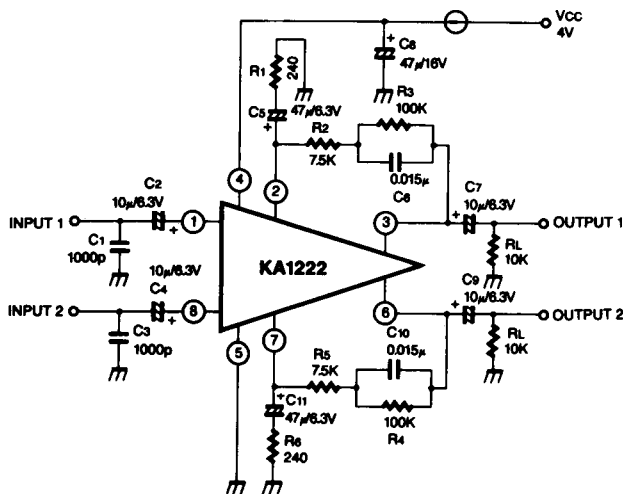 VCC
4V
+
C8
47μ/16V
R1
240
R3
100K
C5
47μ/6.3V
+
R2
7.5K
0.015μ
C6
4
2
C2
10μ/6.3V
C7
10μ/6.3V
INPUT 1
+
1
3
+
OUTPUT 1
C1
1000p
RL
10K
KA1222
10μ/6.3V
C4
C9
10μ/6.3V
INPUT 2
+
8
6
+
OUTPUT 2
C3
1000p
5
7
C10
0.015μ
R5
7.5K
RL
10K
+
C11
47μ/6.3V
100K
R4
R6
240